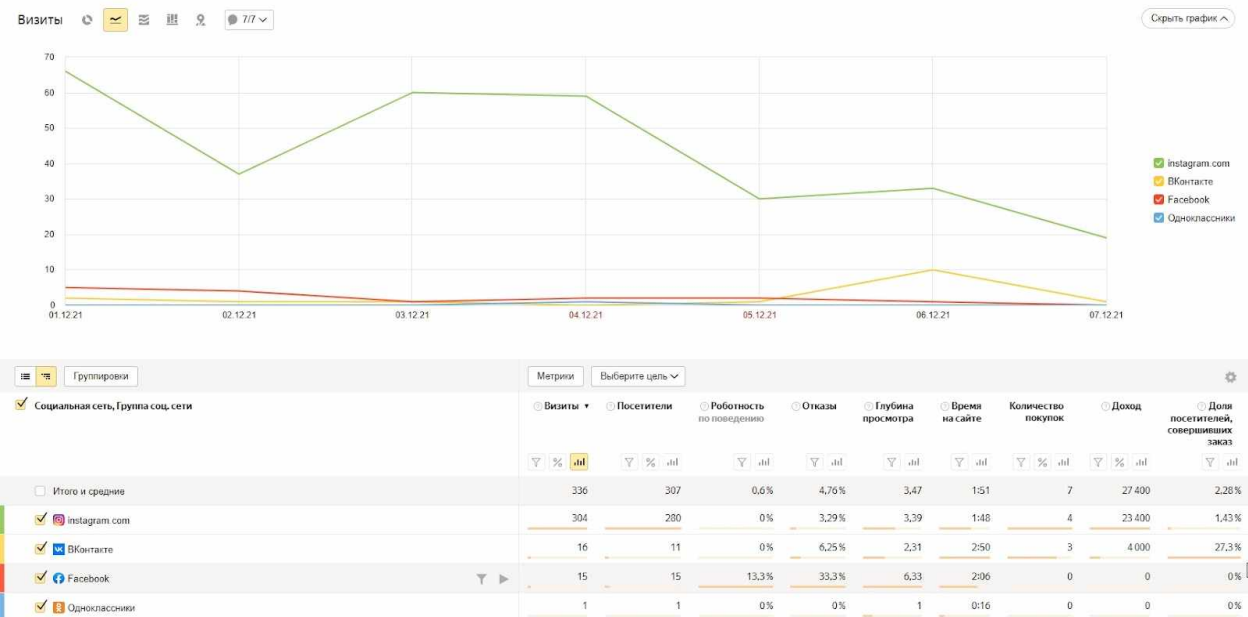 Визиты 7/7 Скрыть график
70
60
50
40
30
20
10
0
01.12.21 02.12.21 03.12.21 04.12.21 05.12.21 06.12.21 07.12.21
instagram.com
ВКонтакте
Facebook
Одноклассники
Группировки Метрики Выберите цель
Социальная сеть, Группа соц. сети
Визиты ▼
Посетители
Роботность
по поведению
Отказы
Глубина
просмотра
Время
на сайте
Количество
покупок
Доход
Доля
посетителей,
совершивших
заказ
% % % %
Итого и средние 336 307 0,6% 4,76% 3,47 1:51 7 27 400 2,28%
instagram.com 304 280 0% 3,29% 3,39 1:48 4 23 400 1,43%
ВКонтакте 16 11 0% 6,25% 2,31 2:50 3 4 000 27,3%
Facebook 15 15 13,3% 33,3% 6,33 2:06 0 0 0%
Одноклассники 1 1 0% 0% 1 0:16 0 0 0%